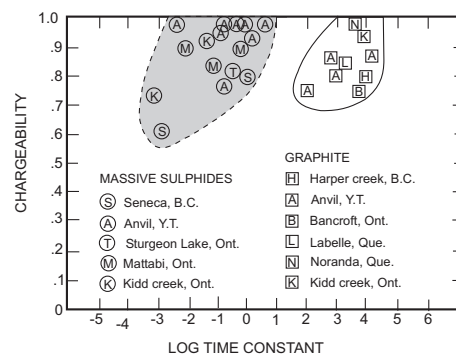 1.0
.9
.8
.7
.6
.5
.4
.3
.2
.1
0
CHARGEABILITY
A A A A A N
M K A M A K
M T S A L A
K A A A H
S A B
MASSIVE SULPHIDES
S Seneca, B.C.
A Anvil, Y.T.
T Sturgeon Lake, Ont.
M Mattabi, Ont.
K Kidd creek, Ont.
GRAPHITE
H Harper creek, B.C.
A Anvil, Y.T.
B Bancroft, Ont.
L Labelle, Que.
N Noranda, Que.
K Kidd creek, Ont.
-5 -4 -3 -2 -1 0 1 2 3 4 5 6
LOG TIME CONSTANT